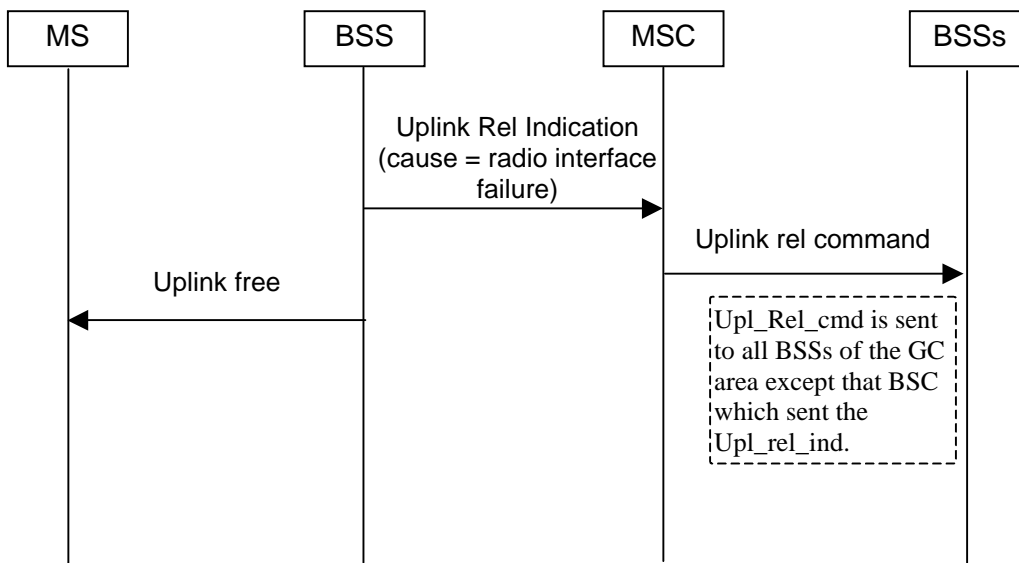 MS
BSS
MSC
BSSs
Uplink Rel Indication
(cause = radio interface
failure)
Uplink rel command
Uplink free
Upl_Rel_cmd is sent
to all BSSs of the GC
area except that BSC
which sent the
Upl_rel_ind.